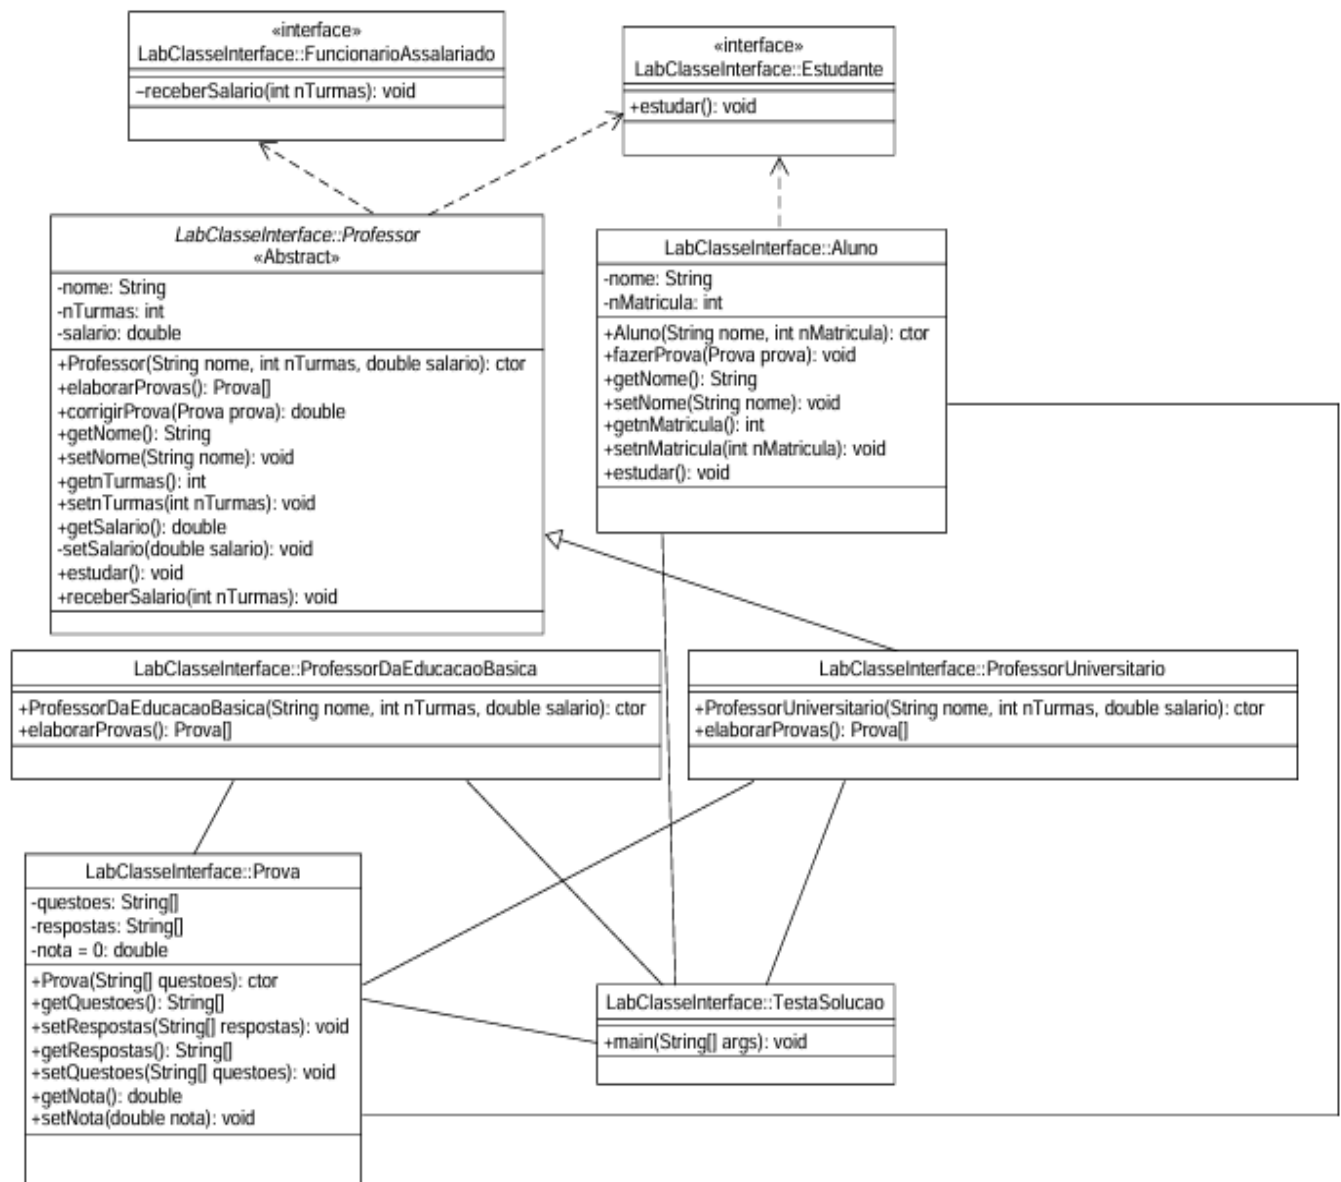 «interface»
LabClasseInterface::FuncionarioAssalariado
~receberSalario(int nTurmas): void
«interface»
LabClasseInterface::Estudante
+estudar(): void
LabClasseInterface::Professor
«Abstract»
-nome: String
-nTurmas: int
-salario: double
+Professor(String nome, int nTurmas, double salario): ctor
+elaborarProvas(): Prova[]
+corrigirProva(Prova prova): double
+getNome(): String
+setNome(String nome): void
+getnTurmas(): int
+setnTurmas(int nTurmas): void
+getSalario(): double
-setSalario(double salario): void
+estudar(): void
+receberSalario(int nTurmas): void
LabClasseInterface::Aluno
-nome: String
-nMatricula: int
+Aluno(String nome, int nMatricula): ctor
+fazerProva(Prova prova): void
+getNome(): String
+setNome(String nome): void
+getnMatricula(): int
+setnMatricula(int nMatricula): void
+estudar(): void
LabClasseInterface::ProfessorDaEducacaoBasica
+ProfessorDaEducacaoBasica(String nome, int nTurmas, double salario): ctor
+elaborarProvas(): Prova[]
LabClasseInterface::ProfessorUniversitario
+ProfessorUniversitario(String nome, int nTurmas, double salario): ctor
+elaborarProvas(): Prova[]
LabClasseInterface::Prova
-questoes: String[]
-respostas: String[]
-nota = 0: double
+Prova(String[] questoes): ctor
+getQuestoes(): String[]
+setRespostas(String[] respostas): void
+getRespostas(): String[]
+setQuestoes(String[] questoes): void
+getNota(): double
+setNota(double nota): void
LabClasseInterface::TestaSolucao
+main(String[] args): void